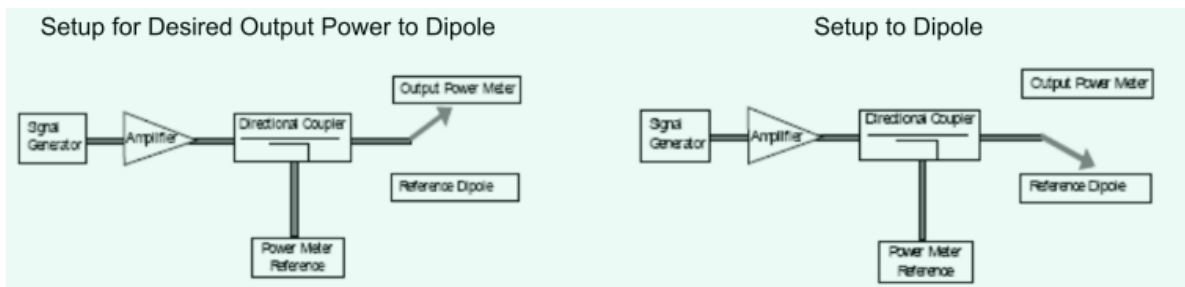 Setup for Desired Output Power to Dipole
Output Power Meter
Signal
Generator
Amplifier
Directional Coupler
Reference Dipole
Power Meter
Reference
Setup to Dipole
Output Power Meter
Signal
Generator
Amplifier
Directional Coupler
Reference Dipole
Power Meter
Reference